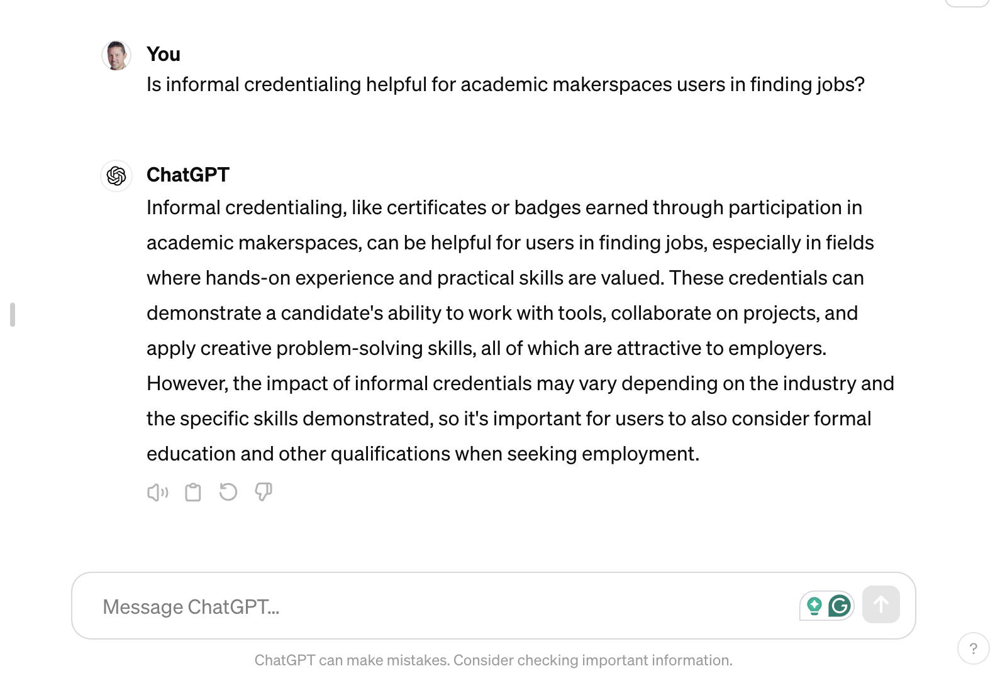 You
Is informal credentialing helpful for academic makerspaces users in finding jobs?
ChatGPT
Informal credentialing, like certificates or badges earned through participation in
academic makerspaces, can be helpful for users in finding jobs, especially in fields
where hands-on experience and practical skills are valued. These credentials can
demonstrate a candidate's ability to work with tools, collaborate on projects, and
apply creative problem-solving skills, all of which are attractive to employers.
However, the impact of informal credentials may vary depending on the industry and
the specific skills demonstrated, so it's important for users to also consider formal
education and other qualifications when seeking employment.
Message ChatGPT...
ChatGPT can make mistakes. Consider checking important information.
?